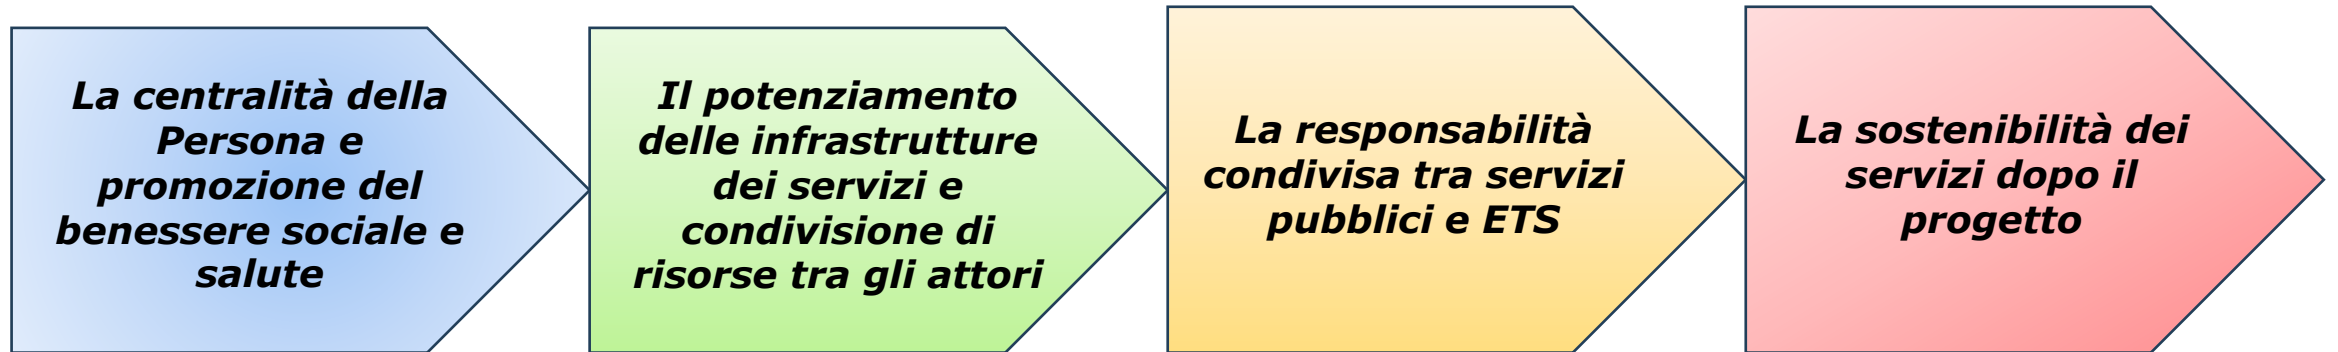 La centralità della
Persona e
promozione del
benessere sociale e
salute
Il potenziamento
delle infrastrutture
dei servizi e
condivisione di
risorse tra gli attori
La responsabilità
condivisa tra servizi
pubblici e ETS
La sostenibilità dei
servizi dopo il
progetto